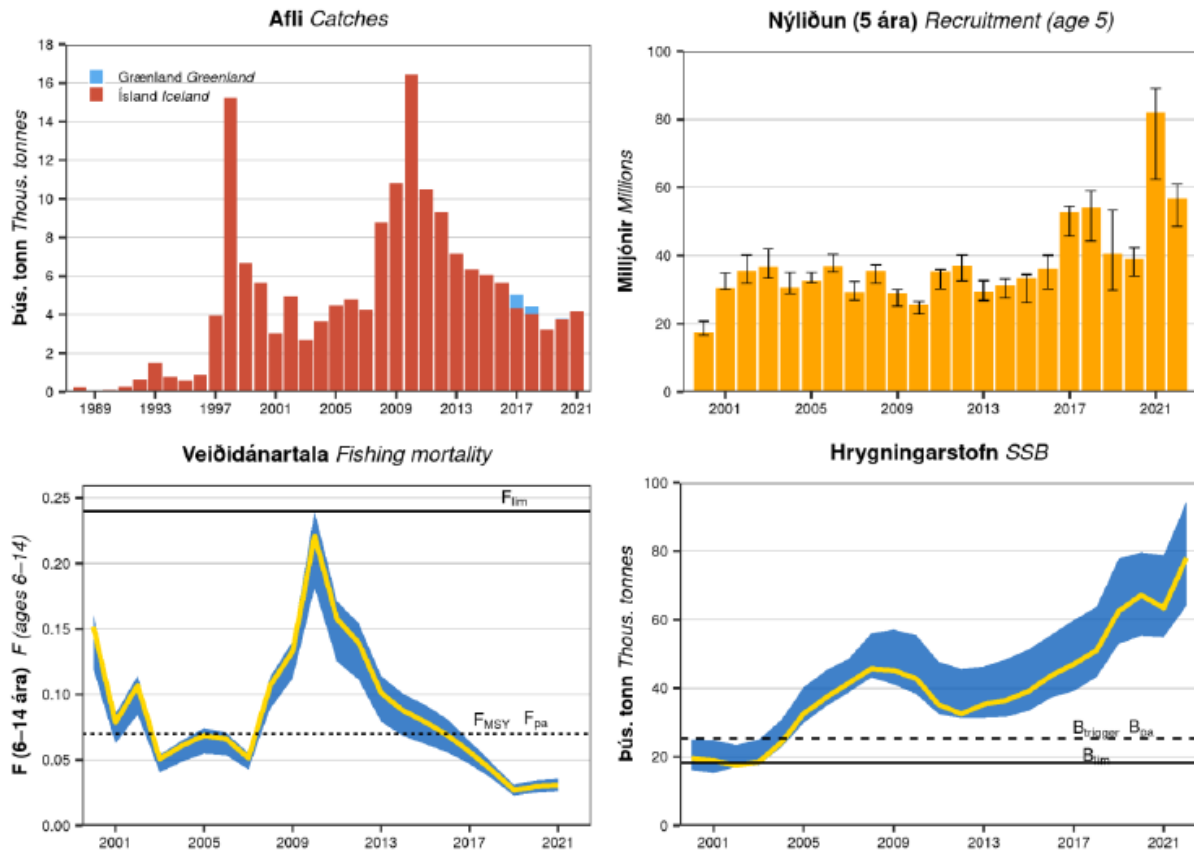 Afli Catches
Þús. tonn Thous. tonnes
18
16
14
12
10
8
6
4
2
0
Grænland Greenland
Ísland Iceland
1989 1993 1997 2001 2005 2009 2013 2017 2021
Nýliðun (5 ára) Recruitment (age 5)
Milljónir Millions
100
80
60
40
20
0
2001 2005 2009 2013 2017 2021
Veiðidánartala Fishing mortality
F (6–14 ára) F (ages 6–14)
0.25
0.20
0.15
0.10
0.05
0.00
Flim
FMSY Fpa
2001 2005 2009 2013 2017 2021
Hrygningarstofn SSB
Þús. tonn Thous. tonnes
100
80
60
40
20
0
Btrigger Bpa
Blim
2001 2005 2009 2013 2017 2021